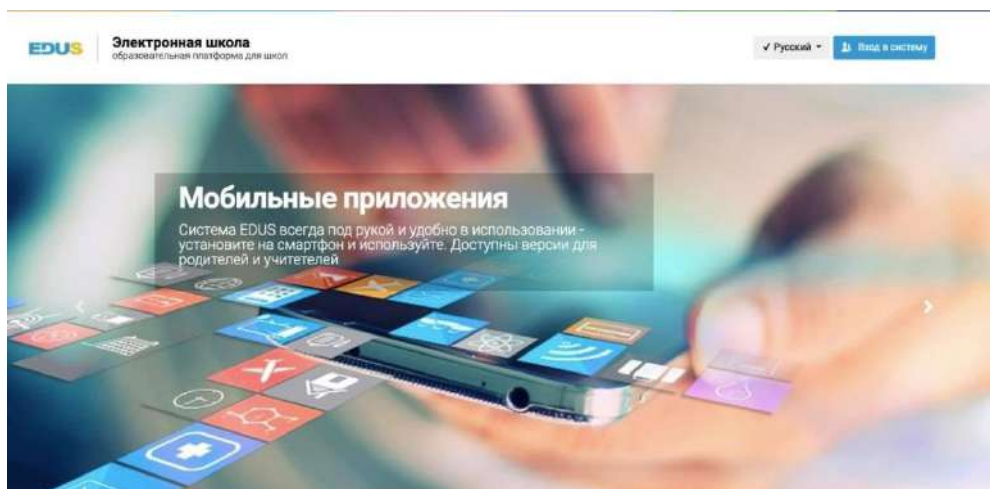 EDUS
Электронная школа
образовательная платформа для школ
✓ Русский
Вход в систему
Мобильные приложения
Система EDUS всегда под рукой и удобно в использовании -
установите на смартфон и используйте. Доступны версии для
родителей и учитетелей